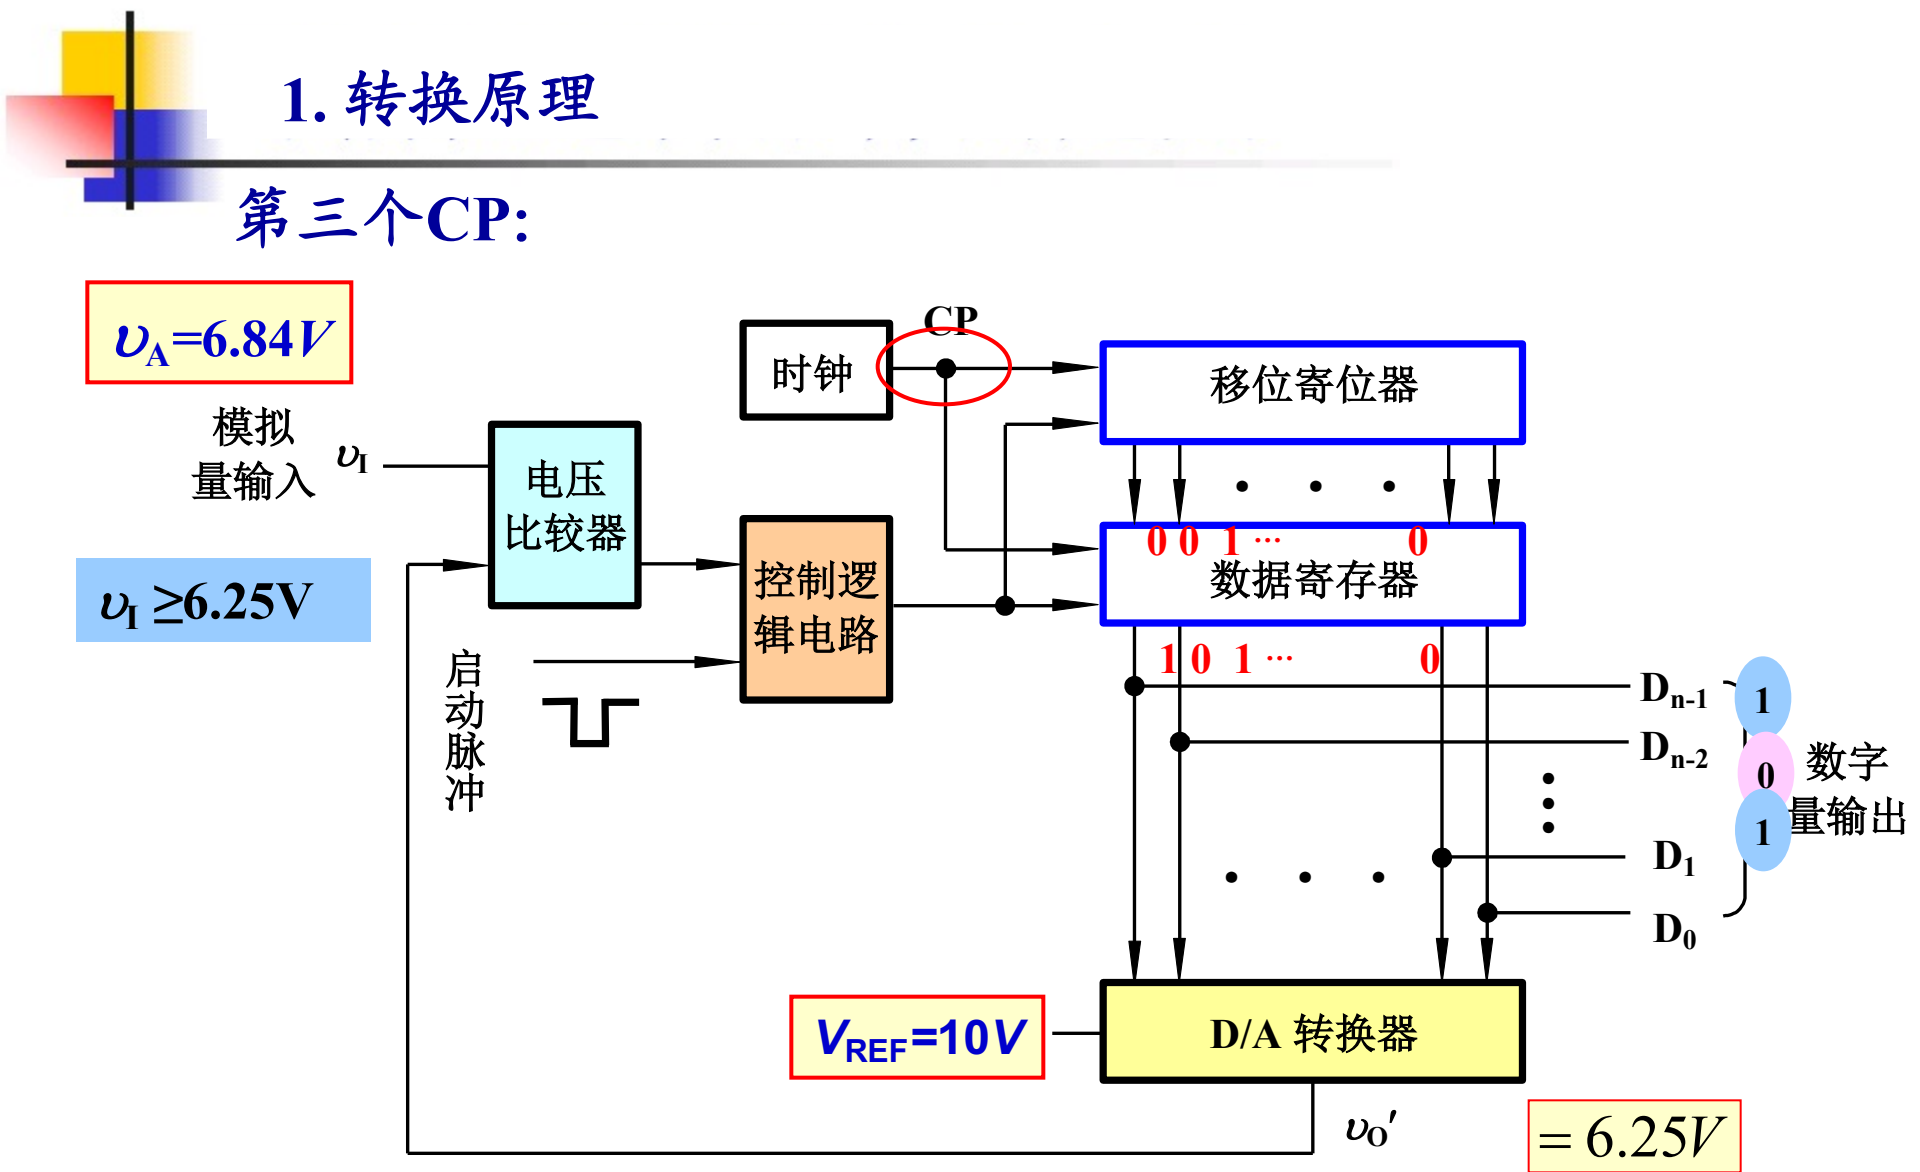 1. 转换原理
第三个CP:
υA=6.84V
CP
时钟
移位寄位器
模拟
量输入
υI
电压
比较器
0 0 1 ··· 0
数据寄存器
控制逻
辑电路
υI ≥6.25V
1 0 1 ··· 0
启动脉冲
Dn-1
1
Dn-2
0
数字
量输出
1
D1
D0
VREF=10V
D/A 转换器
υO′
= 6.25V